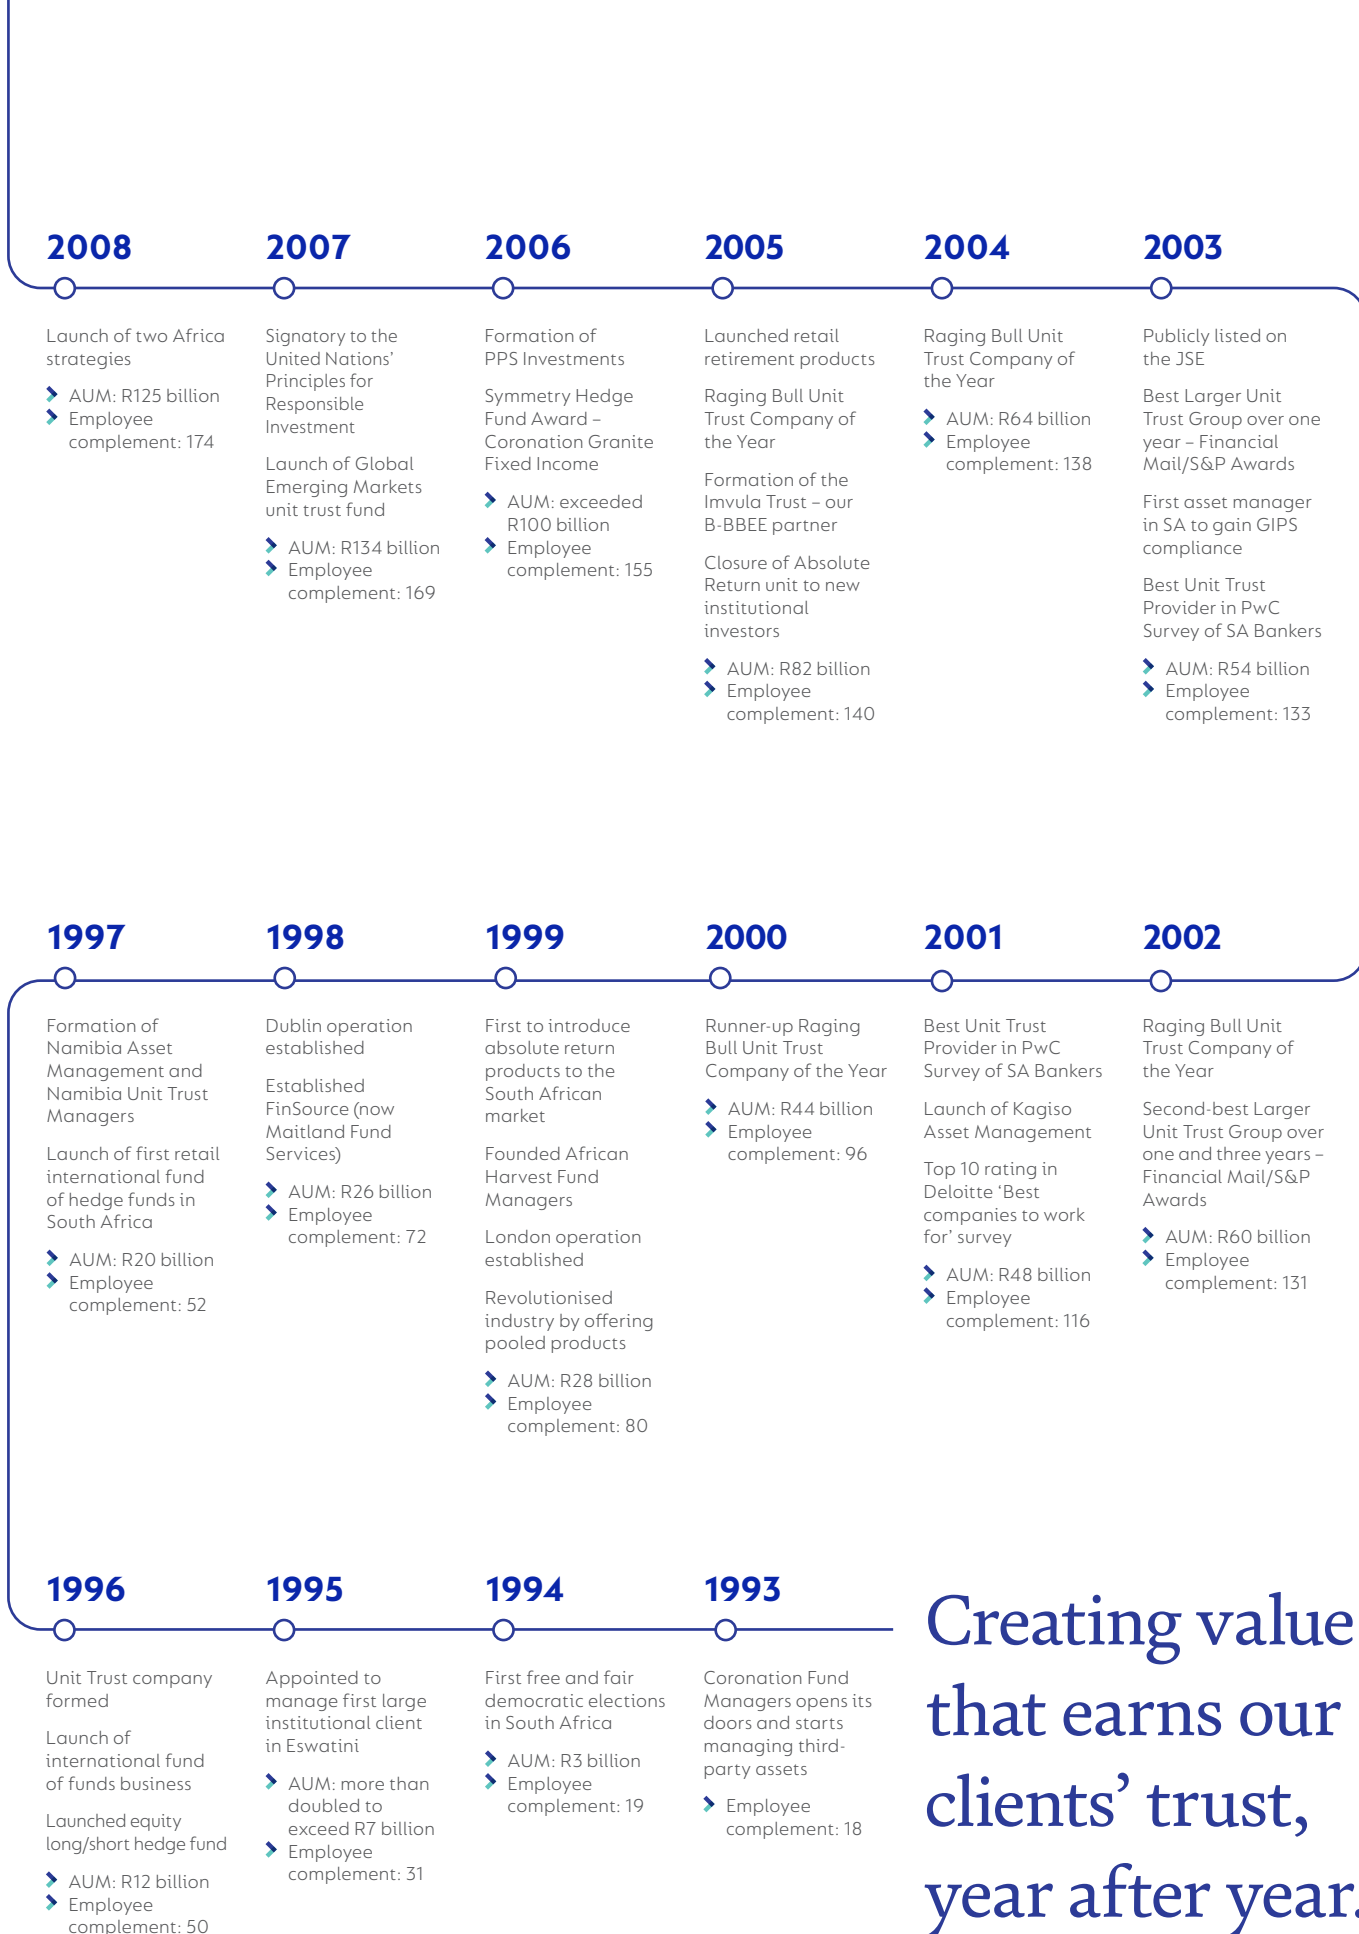 2008
Launch of two Africa
strategies
AUM: R125 billion
Employee
complement: 174
2007
Signatory to the
United Nations’
Principles for
Responsible
Investment
Launch of Global
Emerging Markets
unit trust fund
AUM: R134 billion
Employee
complement: 169
2006
Formation of
PPS Investments
Symmetry Hedge
Fund Award –
Coronation Granite
Fixed Income
AUM: exceeded
R100 billion
Employee
complement: 155
2005
Launched retail
retirement products
Raging Bull Unit
Trust Company of
the Year
Formation of the
Imvula Trust – our
B-BBEE partner
Closure of Absolute
Return unit to new
institutional
investors
AUM: R82 billion
Employee
complement: 140
2004
Raging Bull Unit
Trust Company of
the Year
AUM: R64 billion
Employee
complement: 138
2003
Publicly listed on
the JSE
Best Larger Unit
Trust Group over one
year – Financial
Mail/S&P Awards
First asset manager
in SA to gain GIPS
compliance
Best Unit Trust
Provider in PwC
Survey of SA Bankers
AUM: R54 billion
Employee
complement: 133
1997
Formation of
Namibia Asset
Management and
Namibia Unit Trust
Managers
Launch of first retail
international fund
of hedge funds in
South Africa
AUM: R20 billion
Employee
complement: 52
1998
Dublin operation
established
Established
FinSource (now
Maitland Fund
Services)
AUM: R26 billion
Employee
complement: 72
1999
First to introduce
absolute return
products to the
South African
market
Founded African
Harvest Fund
Managers
London operation
established
Revolutionised
industry by offering
pooled products
AUM: R28 billion
Employee
complement: 80
2000
Runner-up Raging
Bull Unit Trust
Company of the Year
AUM: R44 billion
Employee
complement: 96
2001
Best Unit Trust
Provider in PwC
Survey of SA Bankers
Launch of Kagiso
Asset Management
Top 10 rating in
Deloitte ‘Best
companies to work
for’ survey
AUM: R48 billion
Employee
complement: 116
2002
Raging Bull Unit
Trust Company of
the Year
Second-best Larger
Unit Trust Group over
one and three years –
Financial Mail/S&P
Awards
AUM: R60 billion
Employee
complement: 131
1996
Unit Trust company
formed
Launch of
international fund
of funds business
Launched equity
long/short hedge fund
AUM: R12 billion
Employee
complement: 50
1995
Appointed to
manage first large
institutional client
in Eswatini
AUM: more than
doubled to
exceed R7 billion
Employee
complement: 31
1994
First free and fair
democratic elections
in South Africa
AUM: R3 billion
Employee
complement: 19
1993
Coronation Fund
Managers opens its
doors and starts
managing third-
party assets
Employee
complement: 18
Creating value
that earns our
clients’ trust,
year after year.